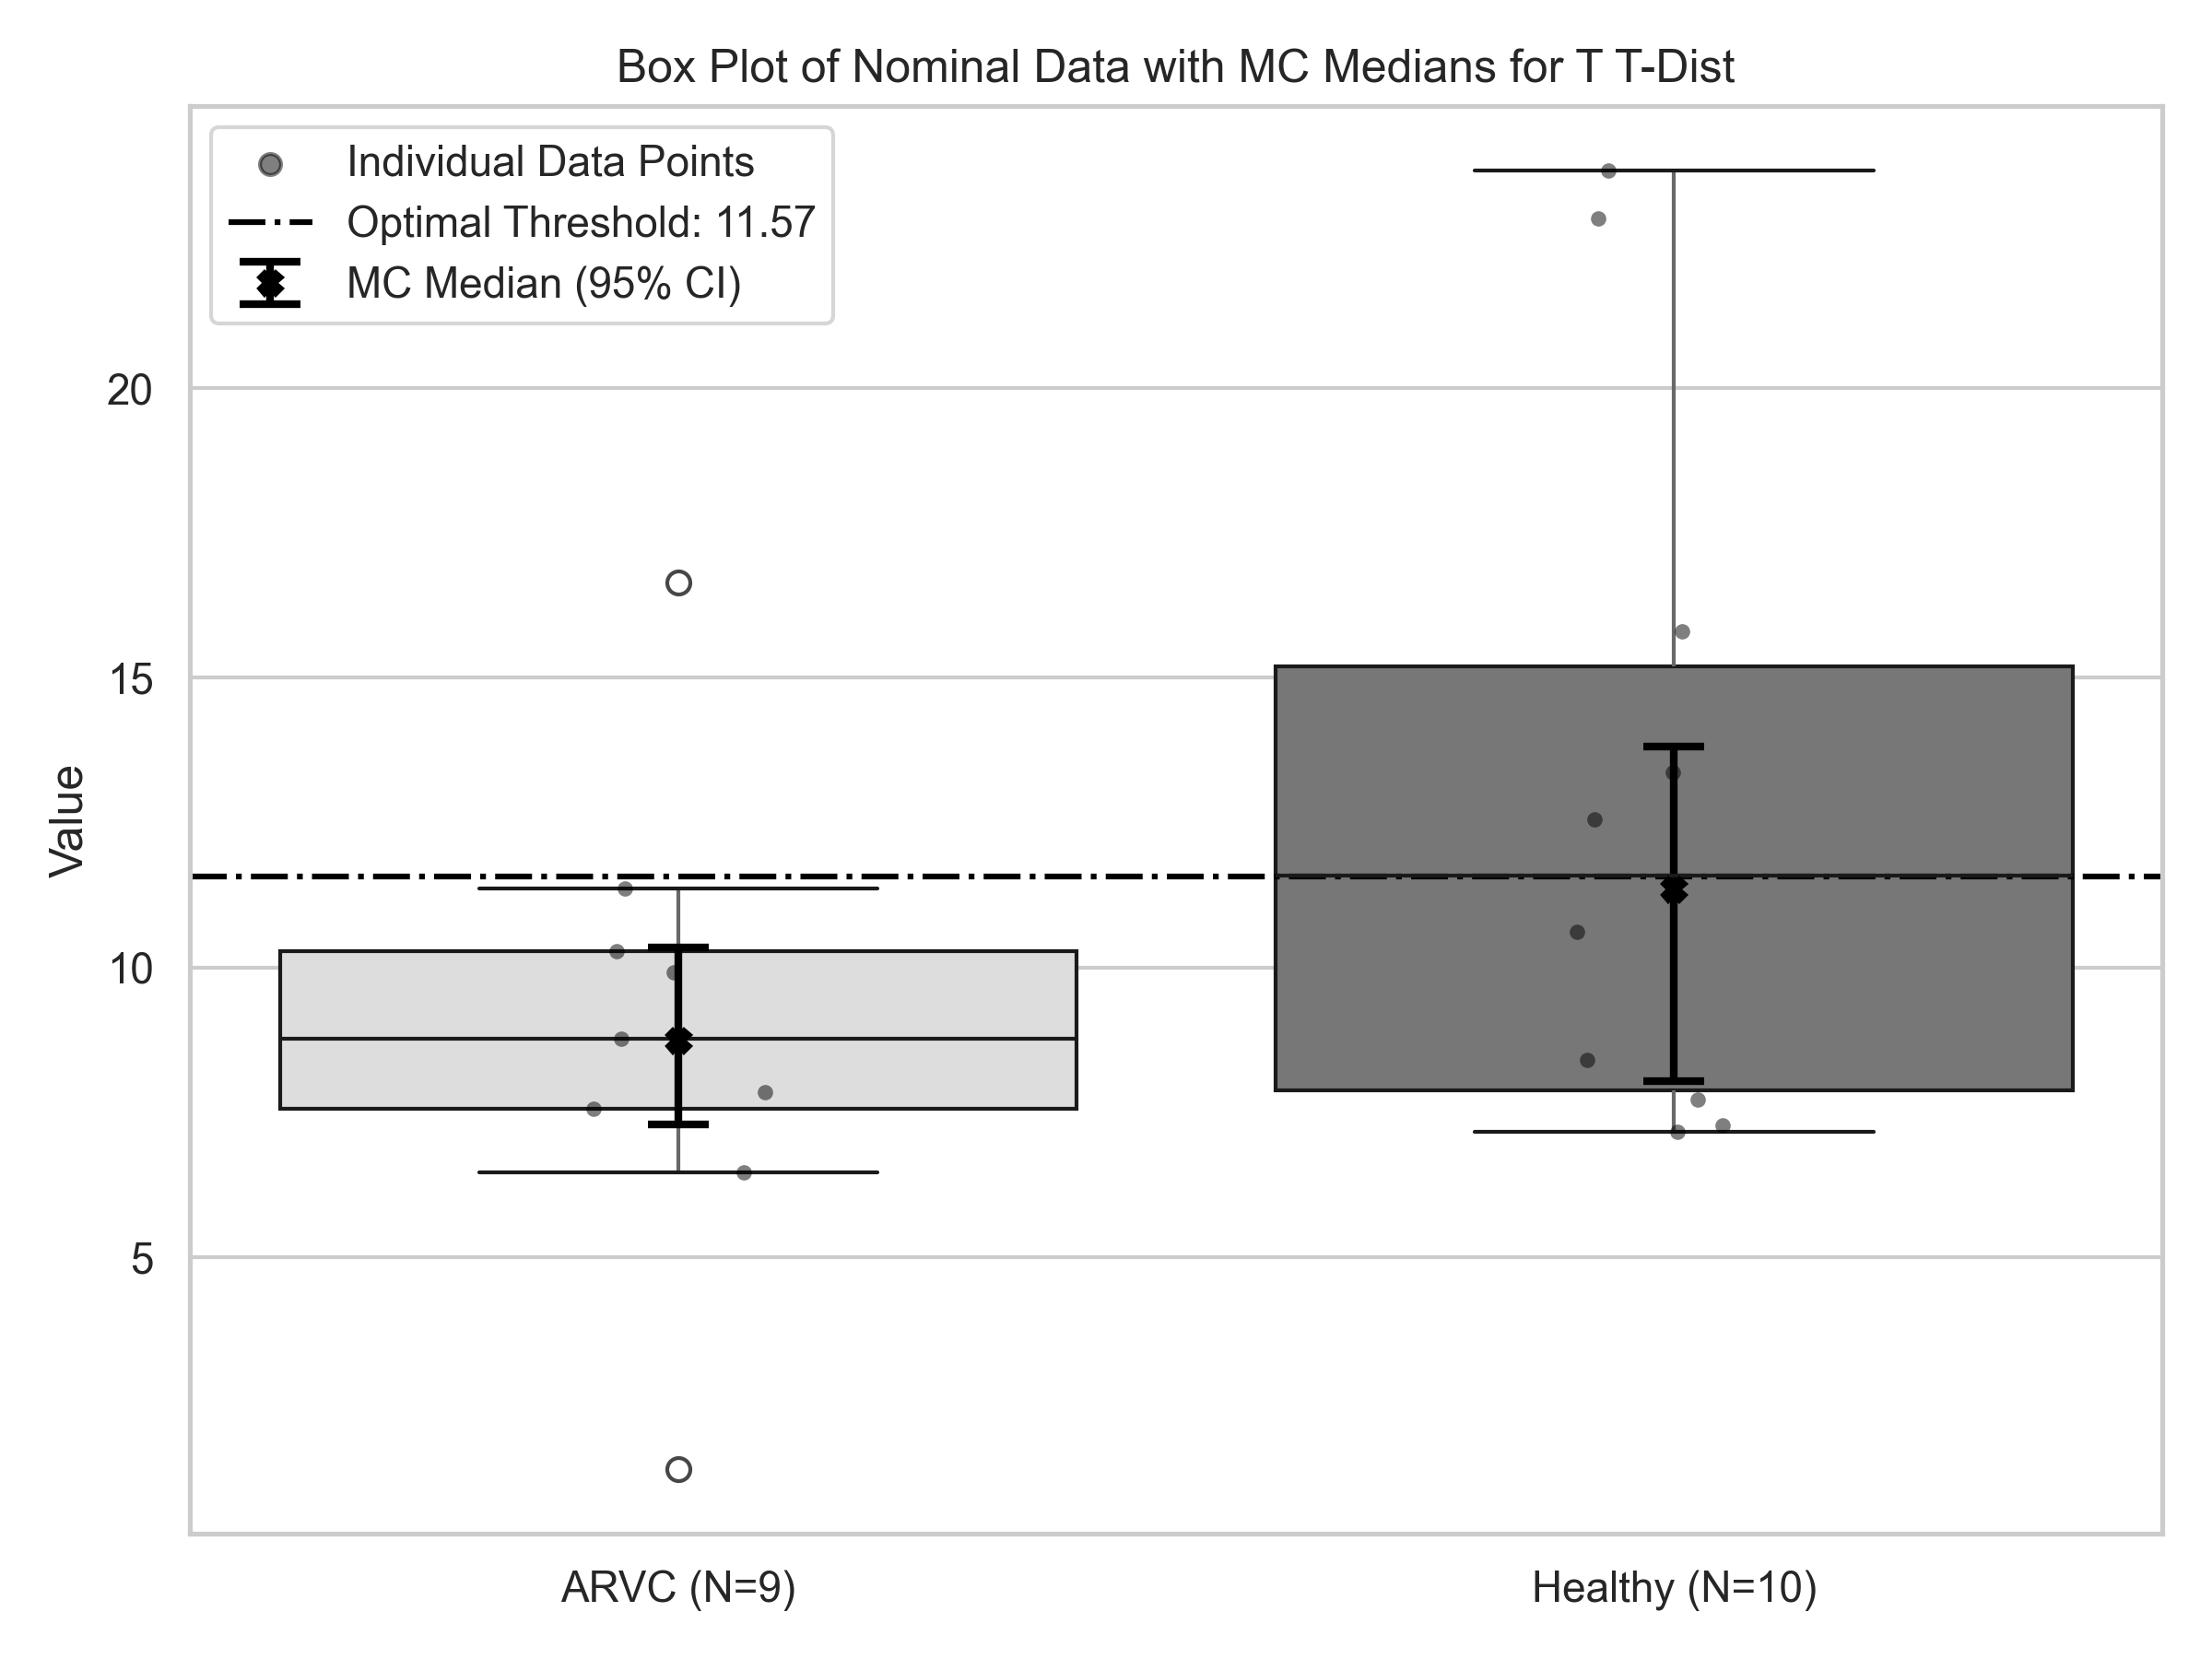 Box Plot of Nominal Data with MC Medians for T T-Dist
Individual Data Points
Optimal Threshold: 11.57
MC Median (95% CI)
20
15
10
5
Value
ARVC (N=9)
Healthy (N=10)